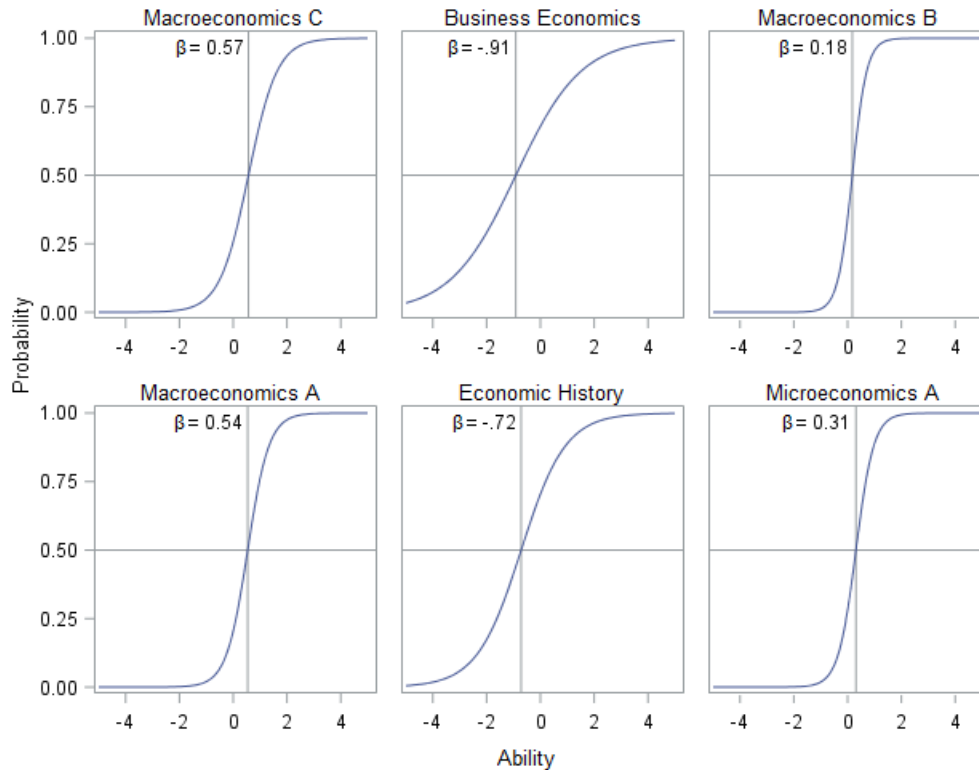 Macroeconomics C
Business Economics
Macroeconomics B
1.00
0.75
0.50
0.25
0.00
β = 0.57
β = -.91
β = 0.18
-4 -2 0 2 4
-4 -2 0 2 4
-4 -2 0 2 4
Probability
Macroeconomics A
Economic History
Microeconomics A
1.00
0.75
0.50
0.25
0.00
β = 0.54
β = -.72
β = 0.31
-4 -2 0 2 4
-4 -2 0 2 4
-4 -2 0 2 4
Ability